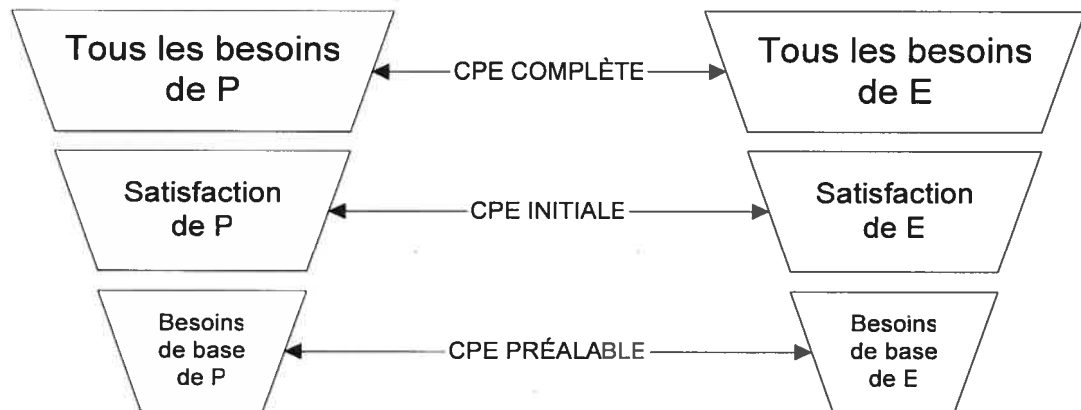 Tous les besoins
de P
CPE COMPLÈTE
Tous les besoins
de E
Satisfaction
de P
CPE INITIALE
Satisfaction
de E
Besoins
de base
de P
CPE PRÉALABLE
Besoins
de base
de E